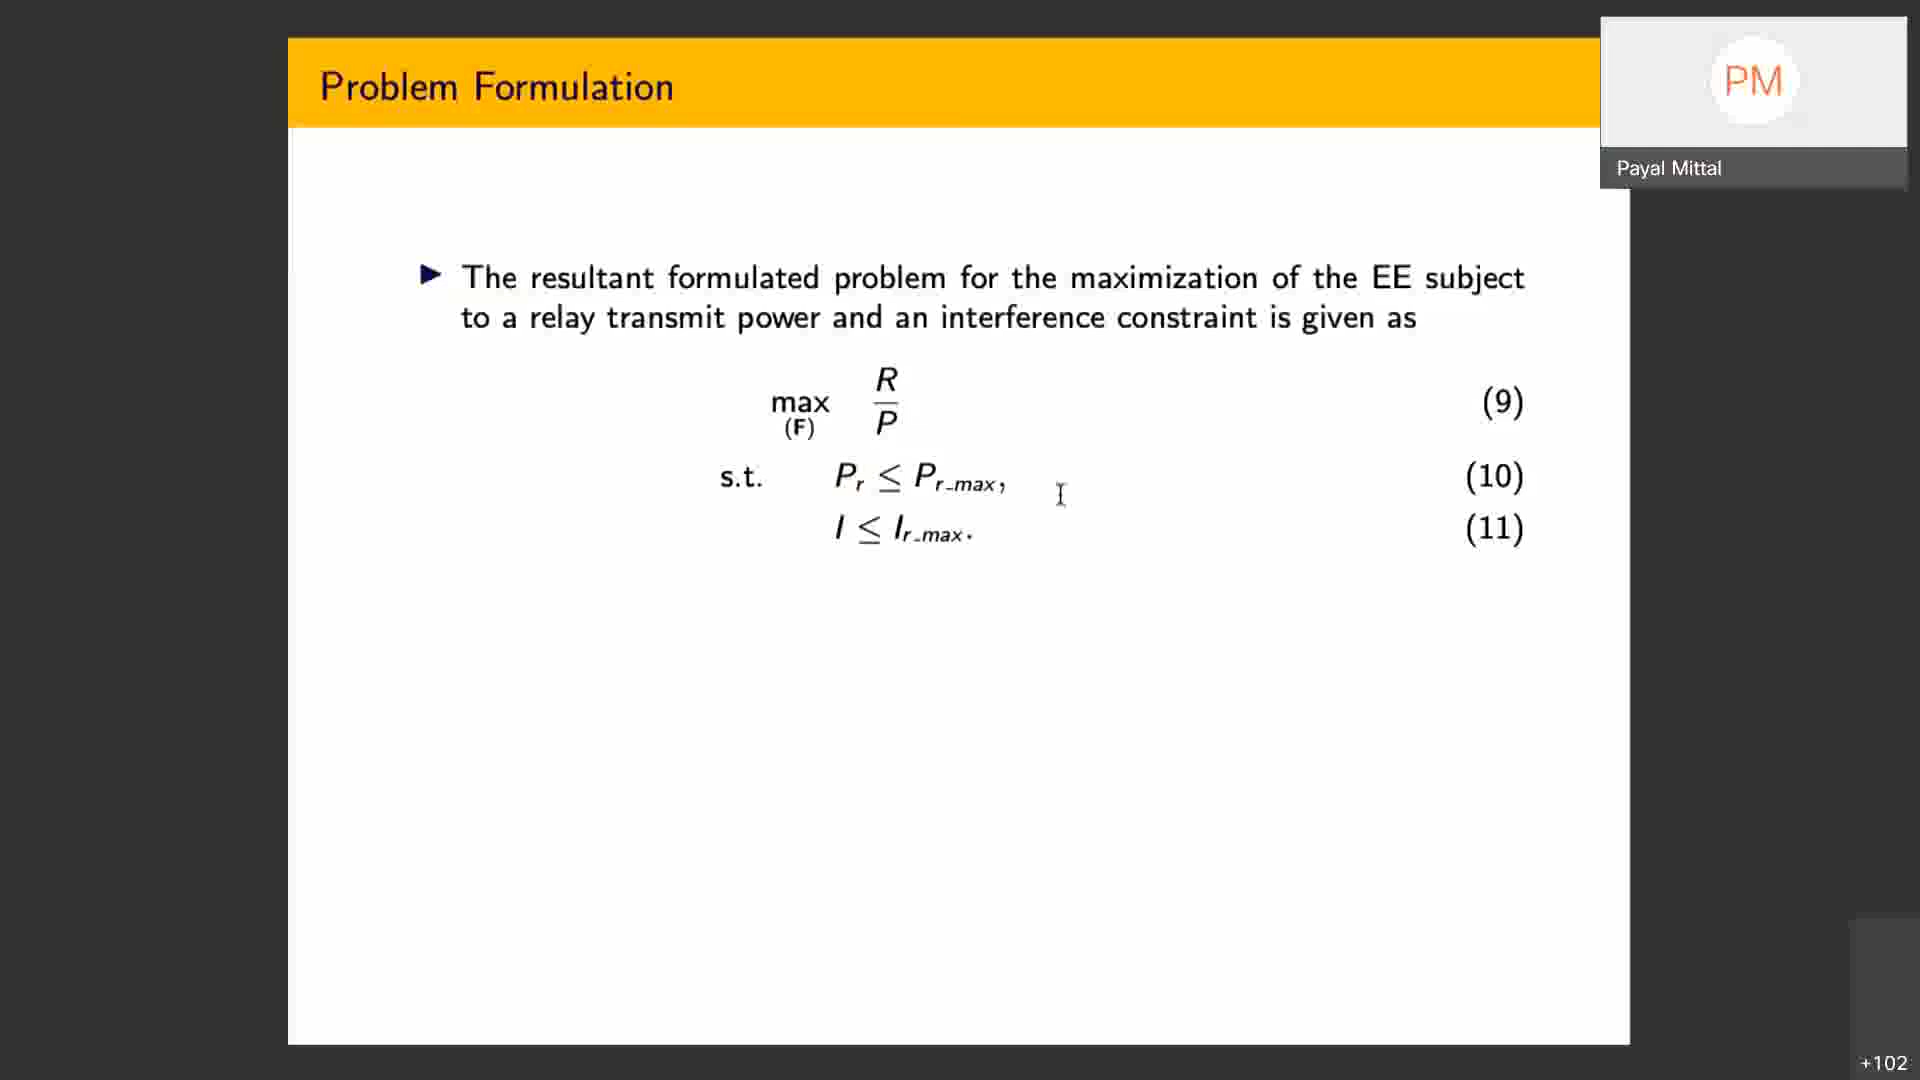 Problem Formulation
PM
Payal Mittal
▶ The resultant formulated problem for the maximization of the EE subject
to a relay transmit power and an interference constraint is given as
max_(F) R/P (9)
s.t. P_r ≤ P_r_max, (10)
I ≤ I_r_max. (11)
+102